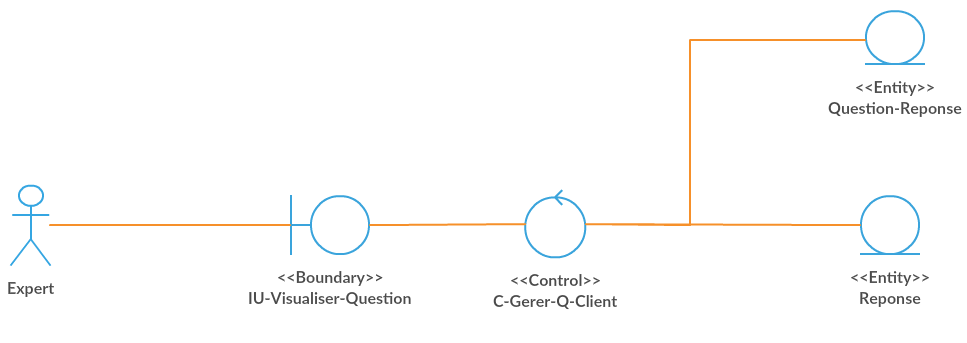 <<Entity>>
Question-Reponse
Expert
<<Boundary>>
IU-Visualiser-Question
<<Control>>
C-Gerer-Q-Client
<<Entity>>
Reponse